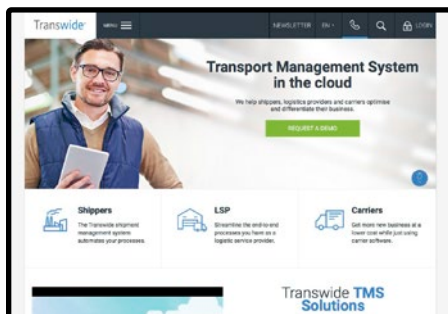 Transwide
MENU
NEWSLETTER EN LOGIN
Transport Management System
in the cloud
We help shippers, logistics providers and carriers optimise
and differentiate their business.
REQUEST A DEMO
?
Shippers
The Transwide shipment
management system
automates your processes.
LSP
Streamline the end-to-end
processes you have as a
logistic service provider.
Carriers
Get more new business at a
lower cost while just using
carrier software.
Transwide TMS
Solutions